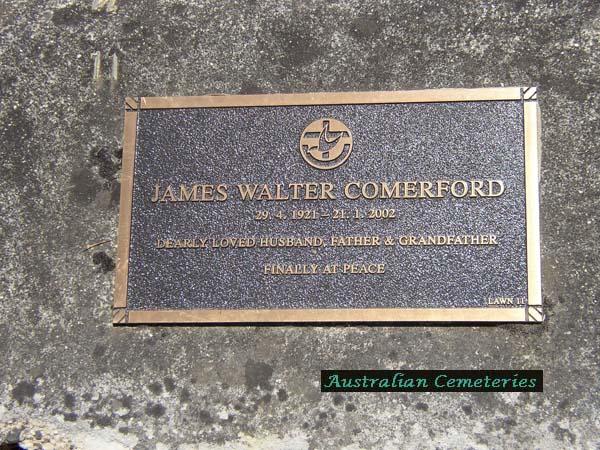 JAMES WALTER COMERFORD
29. 4. 1921 – 21. 1. 2002
DEARLY LOVED HUSBAND, FATHER & GRANDFATHER
FINALLY AT PEACE
LAWN 11
Australian Cemeteries